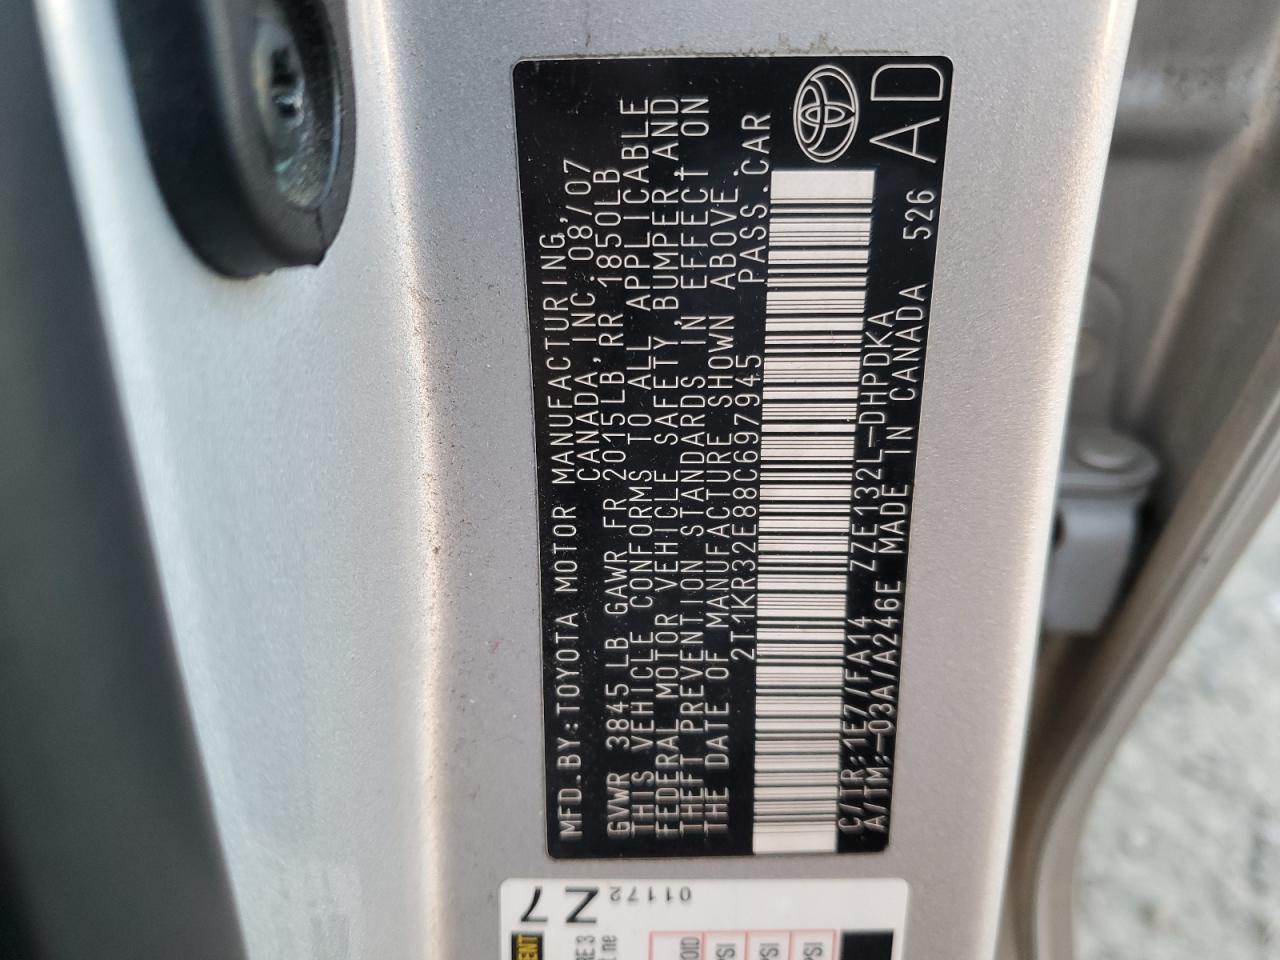 MFD.BY:TOYOTA MOTOR MANUFACTURING,
CANADA, INC. 08/07
GVWR 3845 LB GAWR FR 2015LB, RR 1850LB
THIS VEHICLE CONFORMS TO ALL APPLICABLE
FEDERAL MOTOR VEHICLE SAFETY, BUMPER, AND
THEFT PREVENTION STANDARDS IN EFFECT ON
THE DATE OF MANUFACTURE SHOWN ABOVE.
2T1KR32E88C697945 PASS.CAR
C/TR:1E7/FA14 ZZE132L-DHPDKA
A/TM:-03A/A246E MADE IN CANADA 526
AD
7
Z
01172